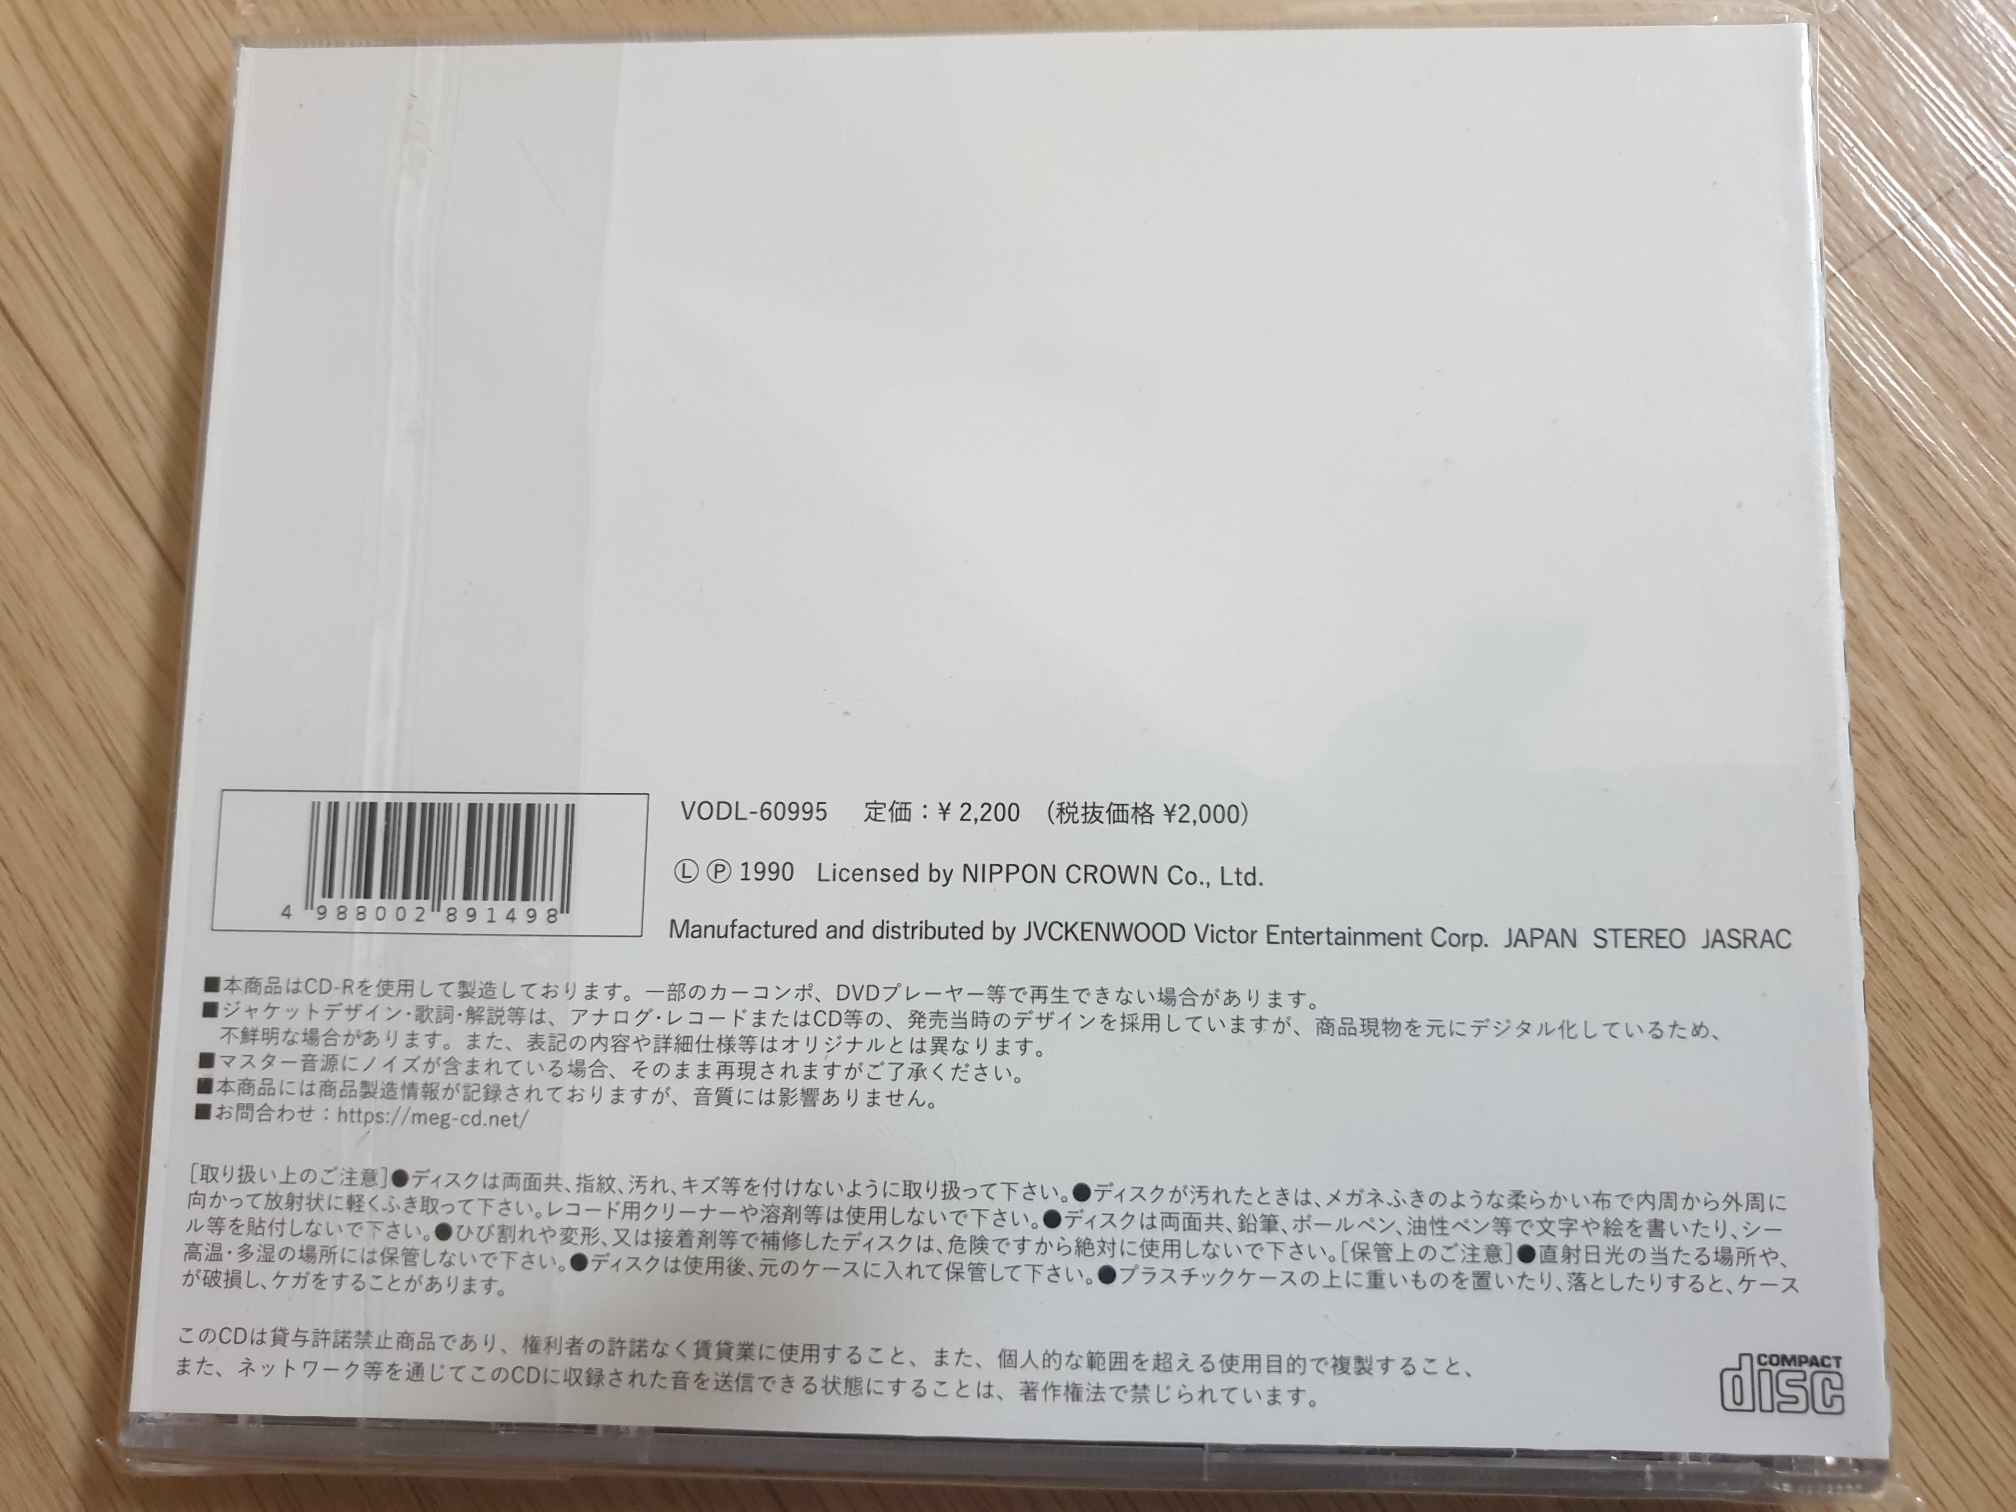 VODL-60995 定価：¥ 2,200 (税抜価格 ¥2,000)
Ⓛ Ⓟ 1990 Licensed by NIPPON CROWN Co., Ltd.
4 988002 891498
Manufactured and distributed by JVCKENWOOD Victor Entertainment Corp. JAPAN STEREO JASRAC
■本商品はCD-Rを使用して製造しております。一部のカーコンポ、DVDプレーヤー等で再生できない場合があります。
■ジャケットデザイン・歌詞・解説等は、アナログ・レコードまたはCD等の、発売当時のデザインを採用していますが、商品現物を元にデジタル化しているため、
不鮮明な場合があります。また、表記の内容や詳細仕様等はオリジナルとは異なります。
■マスター音源にノイズが含まれている場合、そのまま再現されますがご了承ください。
■本商品には商品製造情報が記録されておりますが、音質には影響ありません。
■お問合わせ：https://meg-cd.net/
[取り扱い上のご注意]●ディスクは両面共、指紋、汚れ、キズ等を付けないように取り扱って下さい。●ディスクが汚れたときは、メガネふきのような柔らかい布で内周から外周に
向かって放射状に軽くふき取って下さい。レコード用クリーナーや溶剤等は使用しないで下さい。●ディスクは両面共、鉛筆、ボールペン、油性ペン等で文字や絵を書いたり、シー
ル等を貼付しないで下さい。●ひび割れや変形、又は接着剤等で補修したディスクは、危険ですから絶対に使用しないで下さい。[保管上のご注意]●直射日光の当たる場所や、
高温・多湿の場所には保管しないで下さい。●ディスクは使用後、元のケースに入れて保管して下さい。●プラスチックケースの上に重いものを置いたり、落としたりすると、ケース
が破損し、ケガをすることがあります。
このCDは貸与許諾禁止商品であり、権利者の許諾なく賃貸業に使用すること、また、個人的な範囲を超える使用目的で複製すること、
また、ネットワーク等を通じてこのCDに収録された音を送信できる状態にすることは、著作権法で禁じられています。
COMPACT
disc